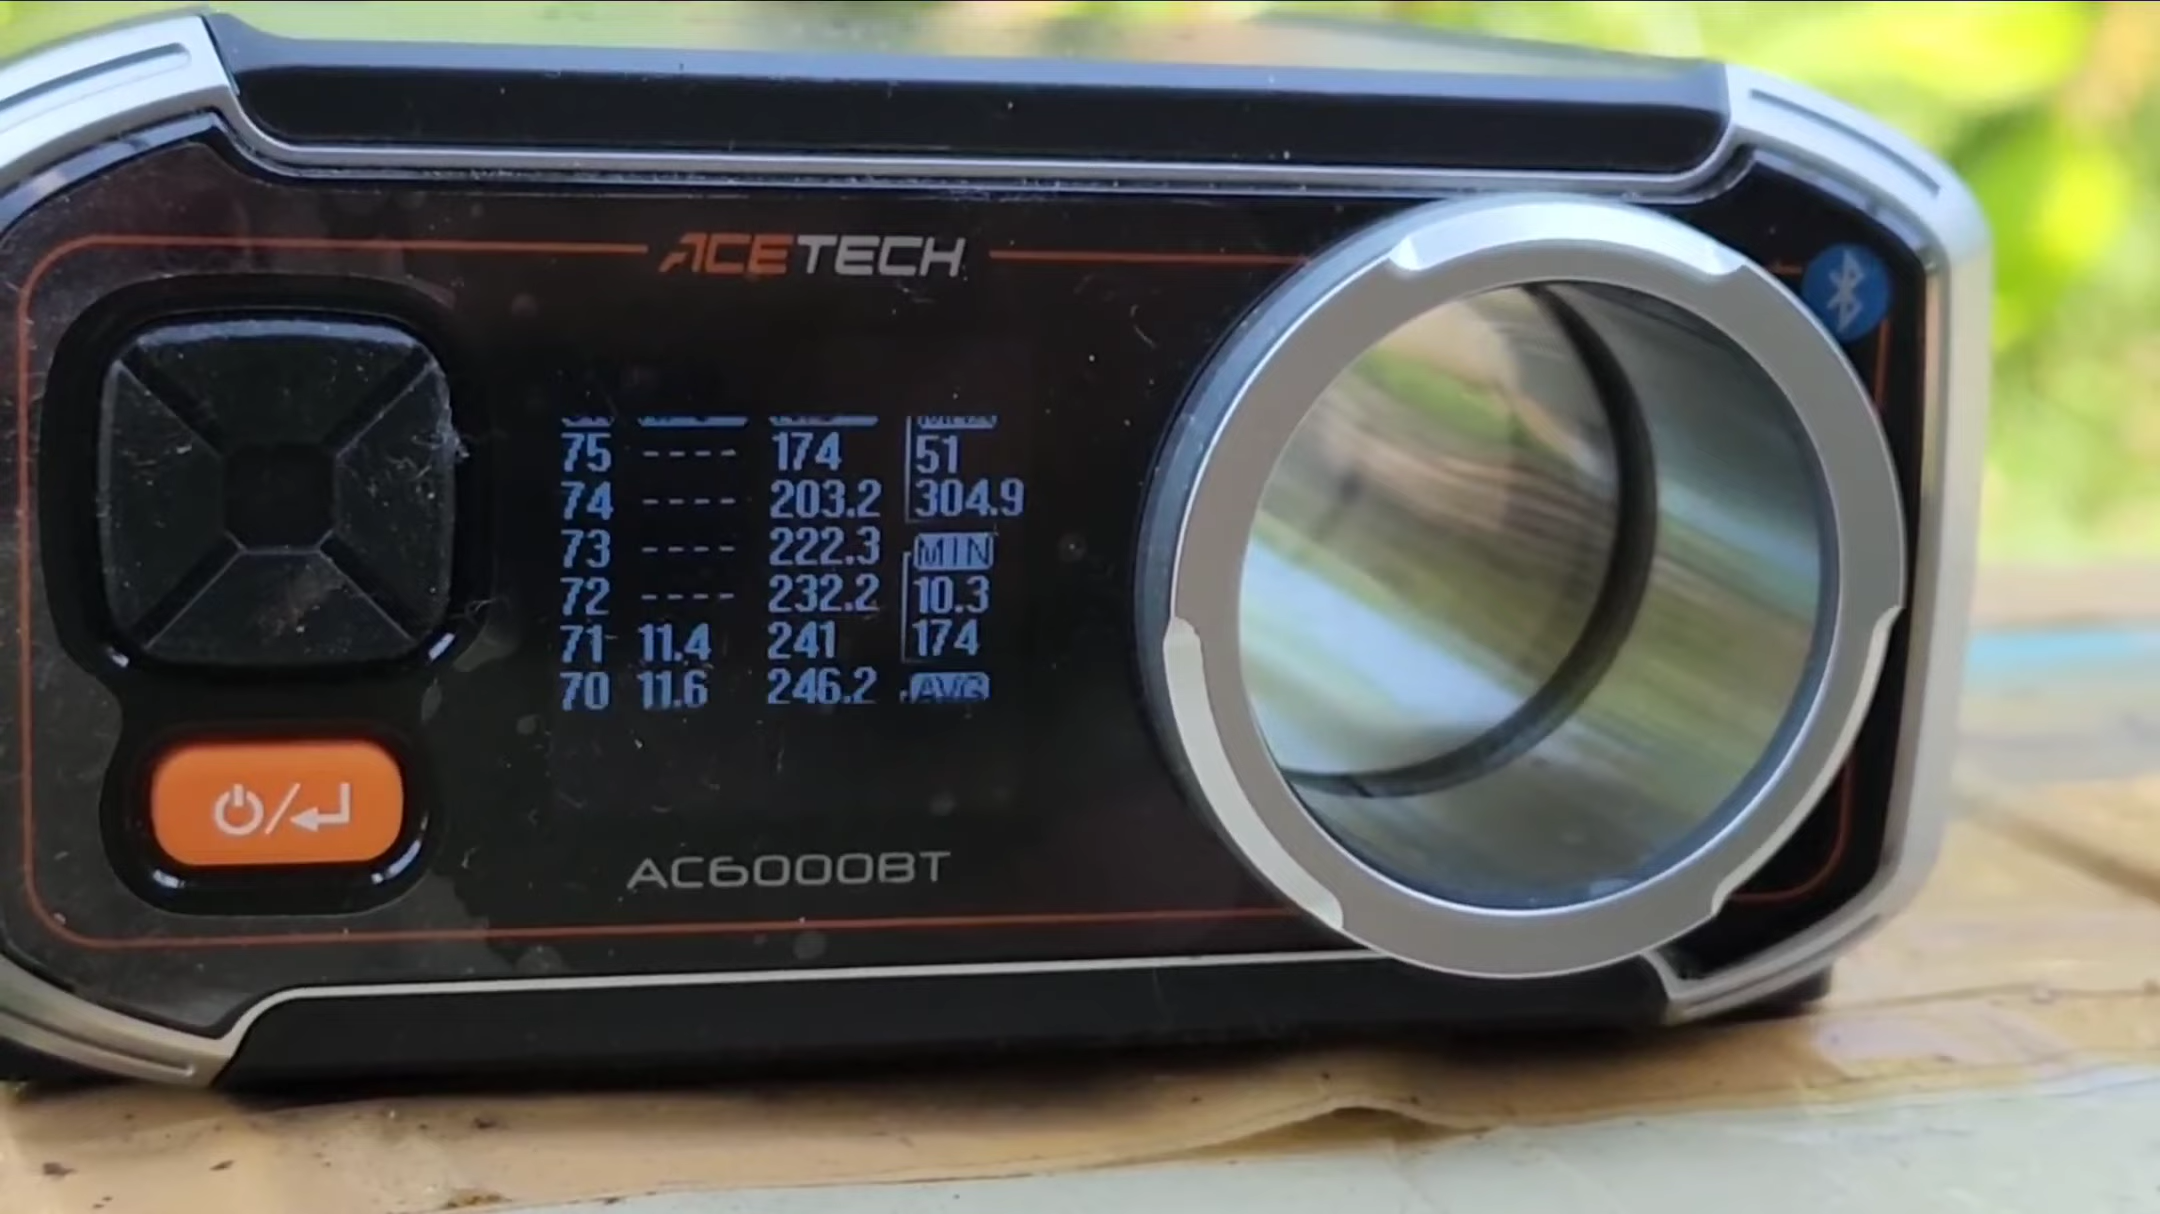 ACETECH
75 ---- 174 51
74 ---- 203.2 304.9
73 ---- 222.3 MIN
72 ---- 232.2 10.3
71 11.4 241 174
70 11.6 246.2 AVG
AC6000BT